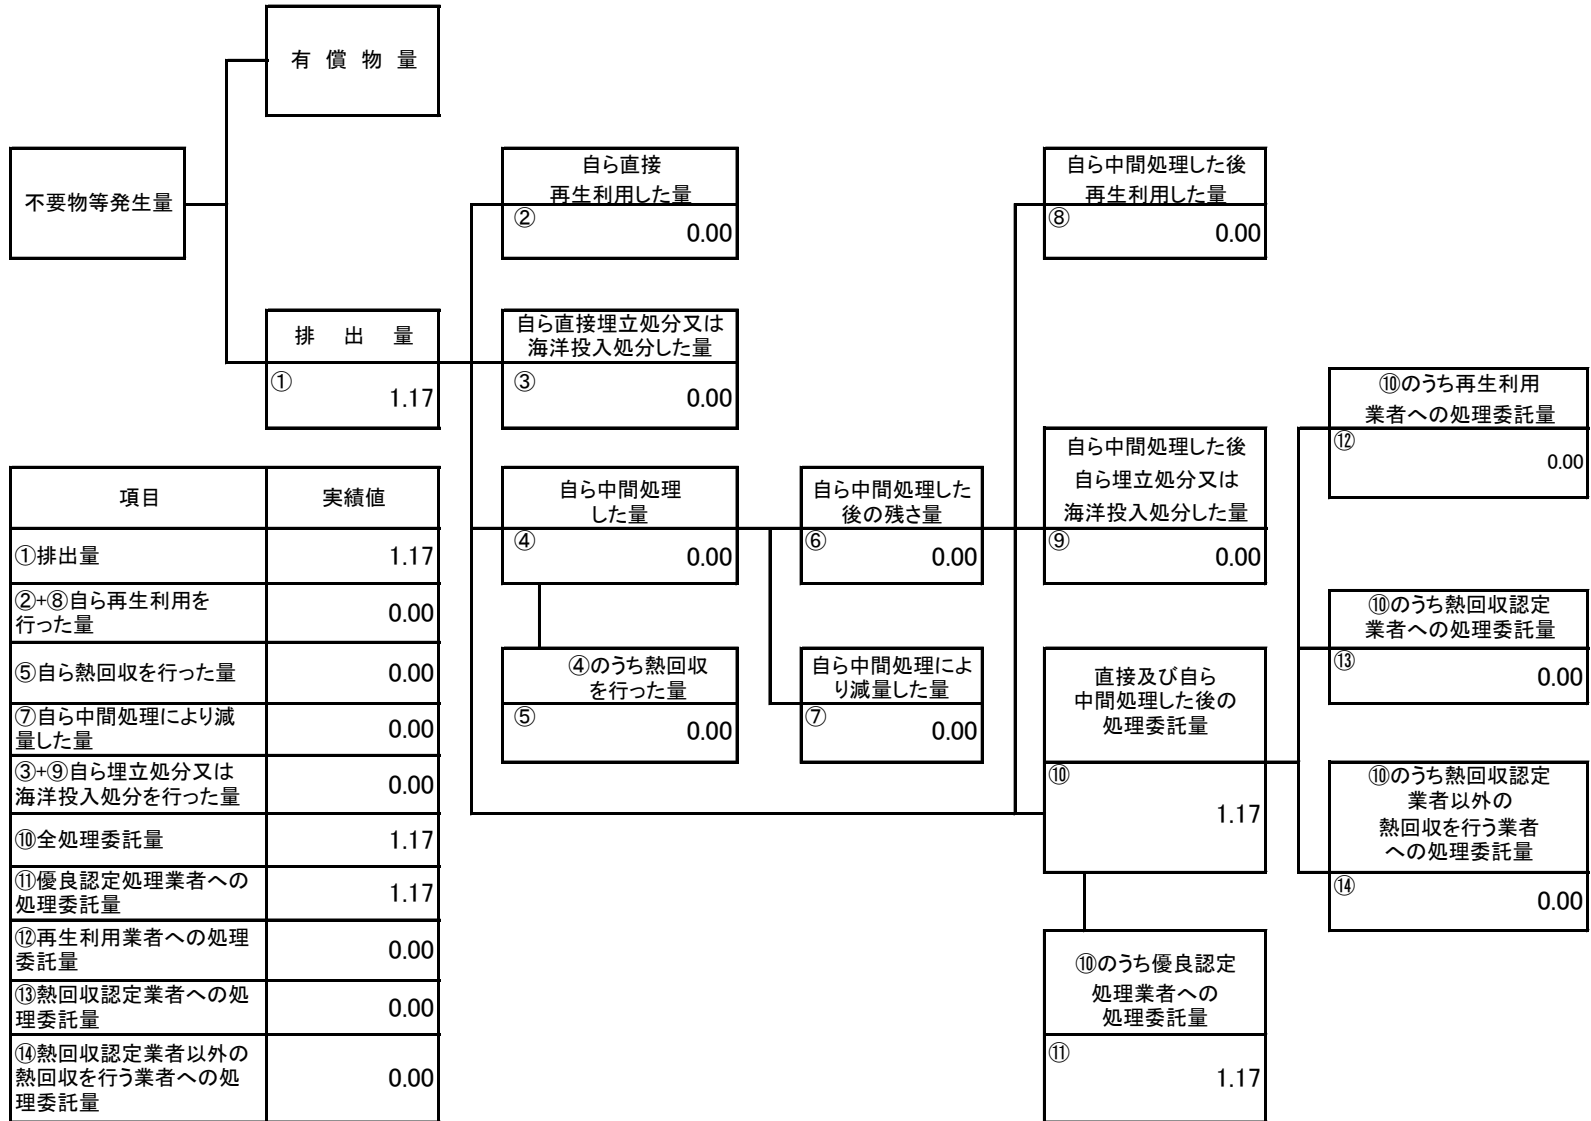 有 償 物 量
不要物等発生量
自ら直接
再生利用した量
②
0.00
自ら中間処理した後
再生利用した量
⑧
0.00
排 出 量
①
1.17
自ら直接埋立処分又は
海洋投入処分した量
③
0.00
⑩のうち再生利用
業者への処理委託量
⑫
0.00
自ら中間処理
した量
④
0.00
自ら中間処理した
後の残さ量
⑥
0.00
自ら中間処理した後
自ら埋立処分又は
海洋投入処分した量
⑨
0.00
⑩のうち熱回収認定
業者への処理委託量
⑬
0.00
④のうち熱回収
を行った量
⑤
0.00
自ら中間処理によ
り減量した量
⑦
0.00
直接及び自ら
中間処理した後の
処理委託量
⑩
1.17
⑩のうち熱回収認定
業者以外の
熱回収を行う業者
への処理委託量
⑭
0.00
⑩のうち優良認定
処理業者への
処理委託量
⑪
1.17
項目 実績値
①排出量 1.17
②+⑧自ら再生利用を
行った量 0.00
⑤自ら熱回収を行った量 0.00
⑦自ら中間処理により減
量した量 0.00
③+⑨自ら埋立処分又は
海洋投入処分を行った量 0.00
⑩全処理委託量 1.17
⑪優良認定処理業者への
処理委託量 1.17
⑫再生利用業者への処理
委託量 0.00
⑬熱回収認定業者への処
理委託量 0.00
⑭熱回収認定業者以外の
熱回収を行う業者への処
理委託量 0.00